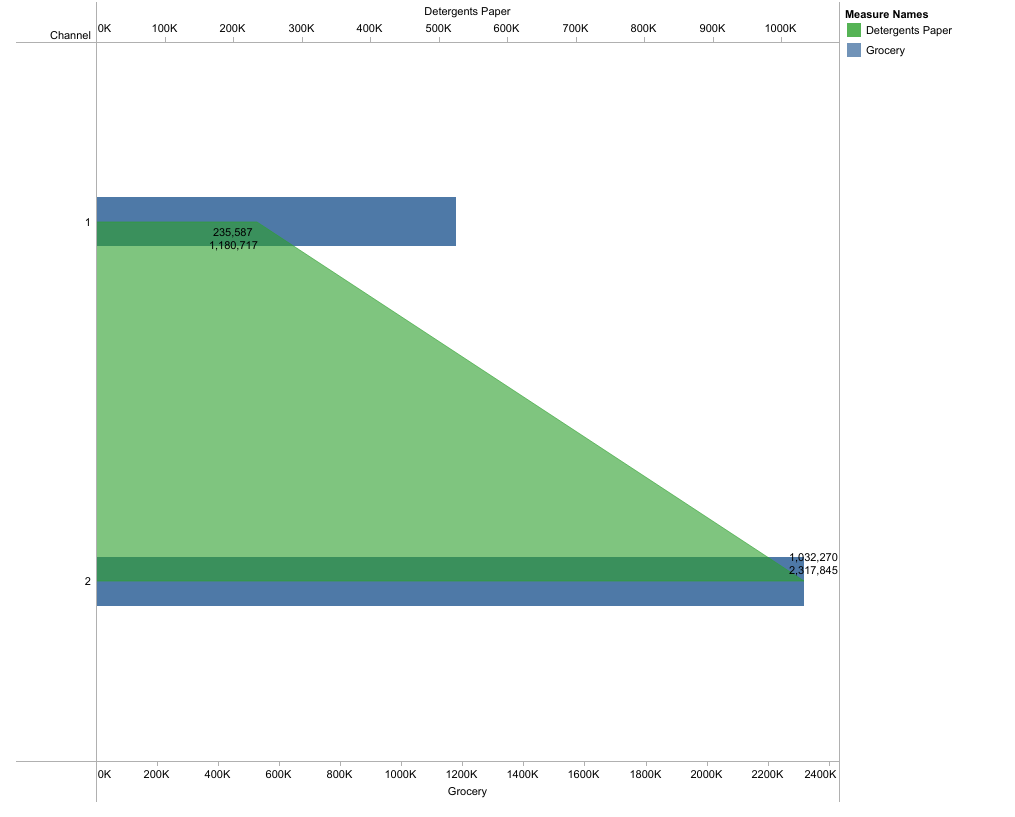 Detergents Paper
0K 100K 200K 300K 400K 500K 600K 700K 800K 900K 1000K
Channel
1
235,587
1,180,717
1,032,270
2,317,845
2
0K 200K 400K 600K 800K 1000K 1200K 1400K 1600K 1800K 2000K 2200K 2400K
Grocery
Measure Names
Detergents Paper
Grocery